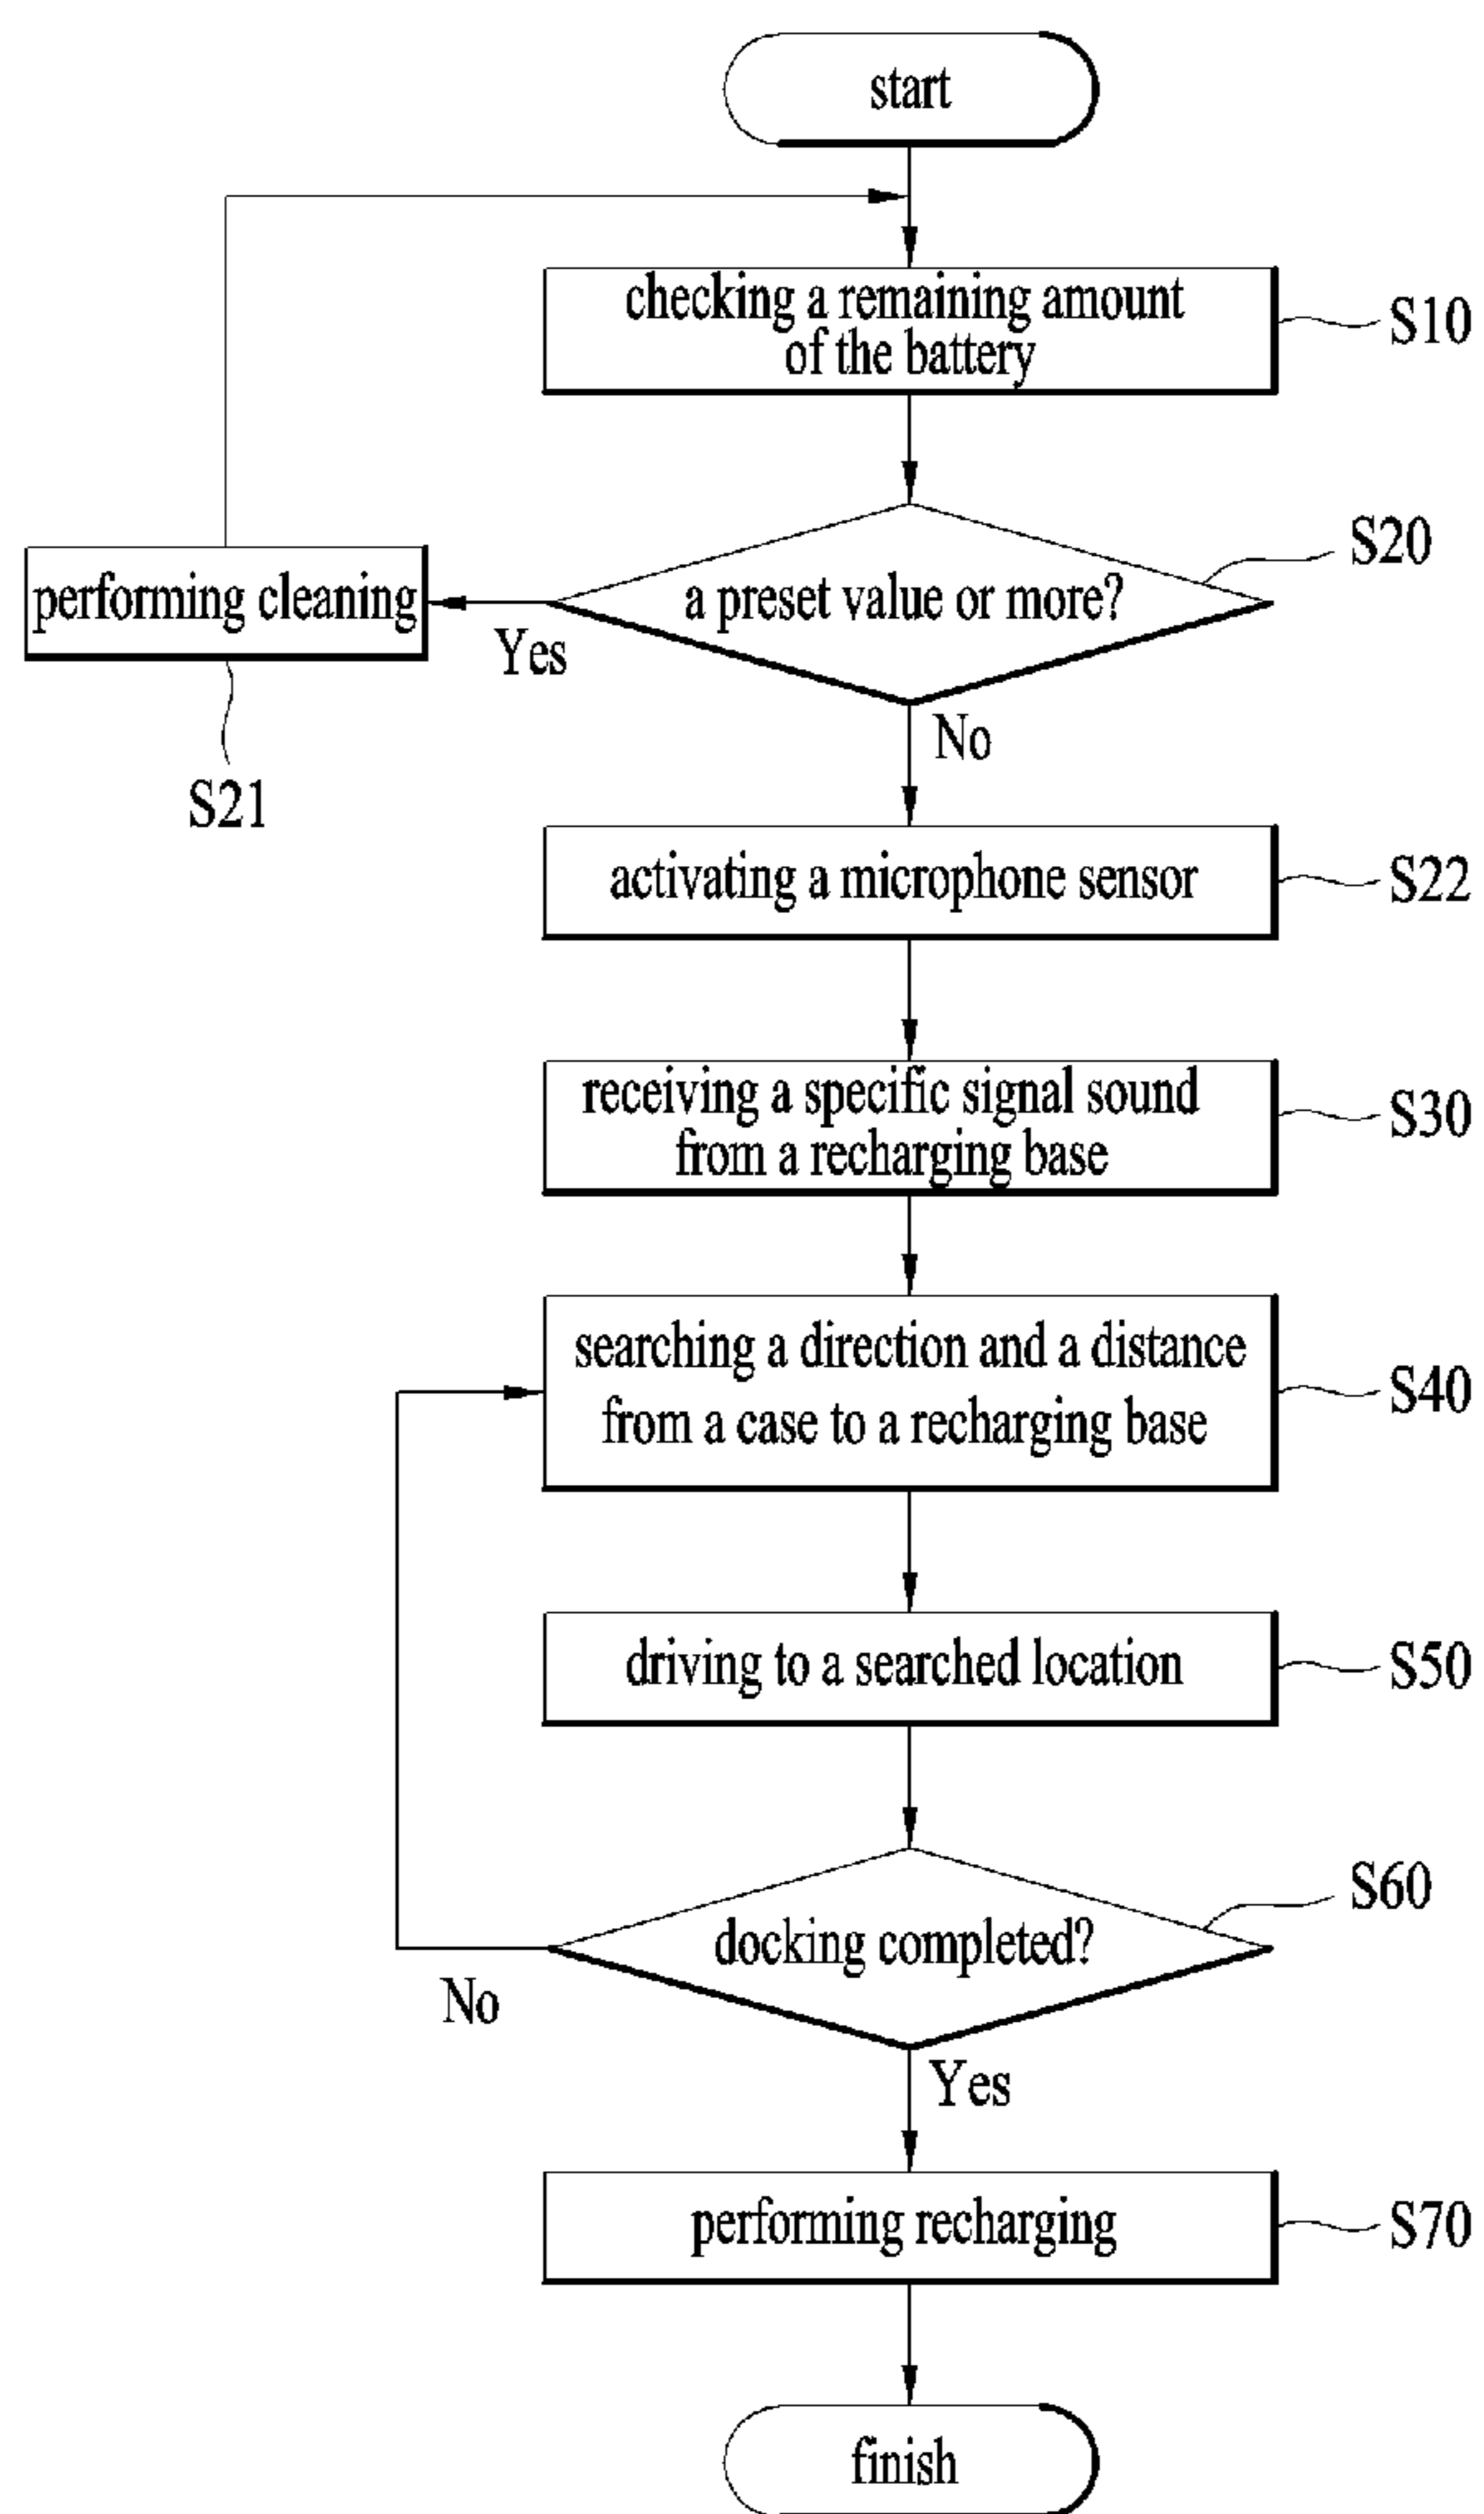 start
checking a remaining amount
of the battery
S10
a preset value or more?
S20
performing cleaning
Yes
S21
No
activating a microphone sensor
S22
receiving a specific signal sound
from a recharging base
S30
searching a direction and a distance
from a case to a recharging base
S40
driving to a searched location
S50
docking completed?
S60
No
Yes
performing recharging
S70
finish